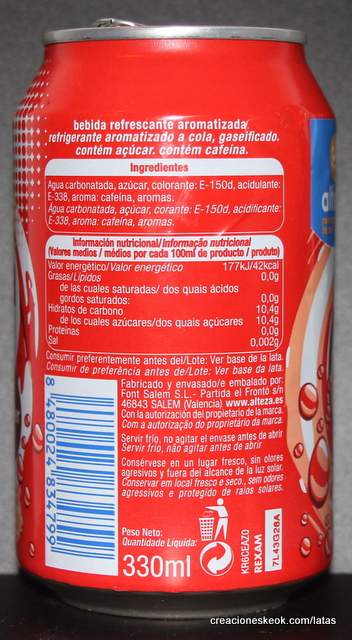 bebida refrescante aromatizada
refrigerante aromatizado a cola, gaseificado.
contém açúcar. contém cafeína.
Ingredientes
Agua carbonatada, azúcar, colorante: E-150d, acidulante:
E-338, aroma: cafeína, aromas.
Água carbonatada, açúcar, corante: E-150d, acidificante:
E-338, aroma: cafeína, aromas.
Información nutricional/Informação nutricional
(Valores medios / médios por cada 100ml de producto / produto)
Valor energético/Valor energético 177kJ/42kcal
Grasas/Lípidos 0,0g
de las cuales saturadas/ dos quais ácidos
gordos saturados: 0,0g
Hidratos de carbono 10,4g
de los cuales azúcares/dos quais açúcares 10,4g
Proteinas 0,0g
Sal 0,002g
Consumir preferentemente antes del/Lote: Ver base de la lata.
Consumir de preferência antes de/Lote: Ver base da lata.
Fabricado y envasado/e embalado por:
Font Salem S.L.- Partida el Frontó s/n
46843 SALEM (Valencia) www.alteza.es
Con la autorización del propietario de la marca.
Com a autorização do proprietário da marca.
Servir frío, no agitar el envase antes de abrir
Servir frio, não agitar antes de abrir
Consérvese en un lugar fresco, sin olores
agresivos y fuera del alcance de la luz solar.
Conservar em local fresco e seco., sem odores
agressivos e protegido de raios solares.
8 480024 834799
Peso Neto:
Quantidade Líquida:
330ml
KR6CEAZ0
REXAM
7L43G28A
creacioneskeok.com/latas